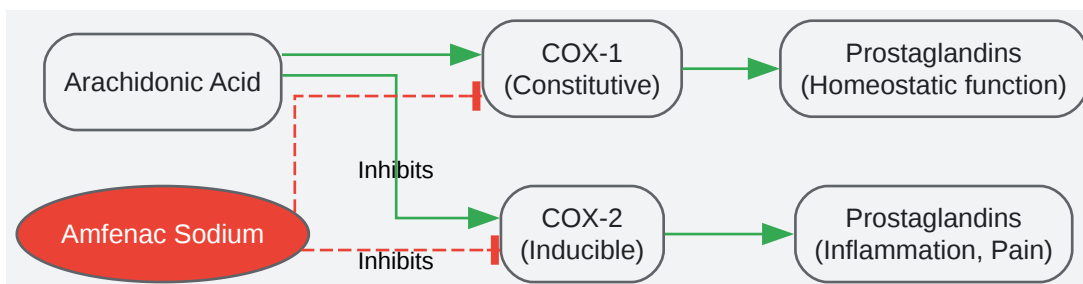 Arachidonic Acid
COX-1
(Constitutive)
Prostaglandins
(Homeostatic function)
Inhibits
Amfenac Sodium
Inhibits
COX-2
(Inducible)
Prostaglandins
(Inflammation, Pain)